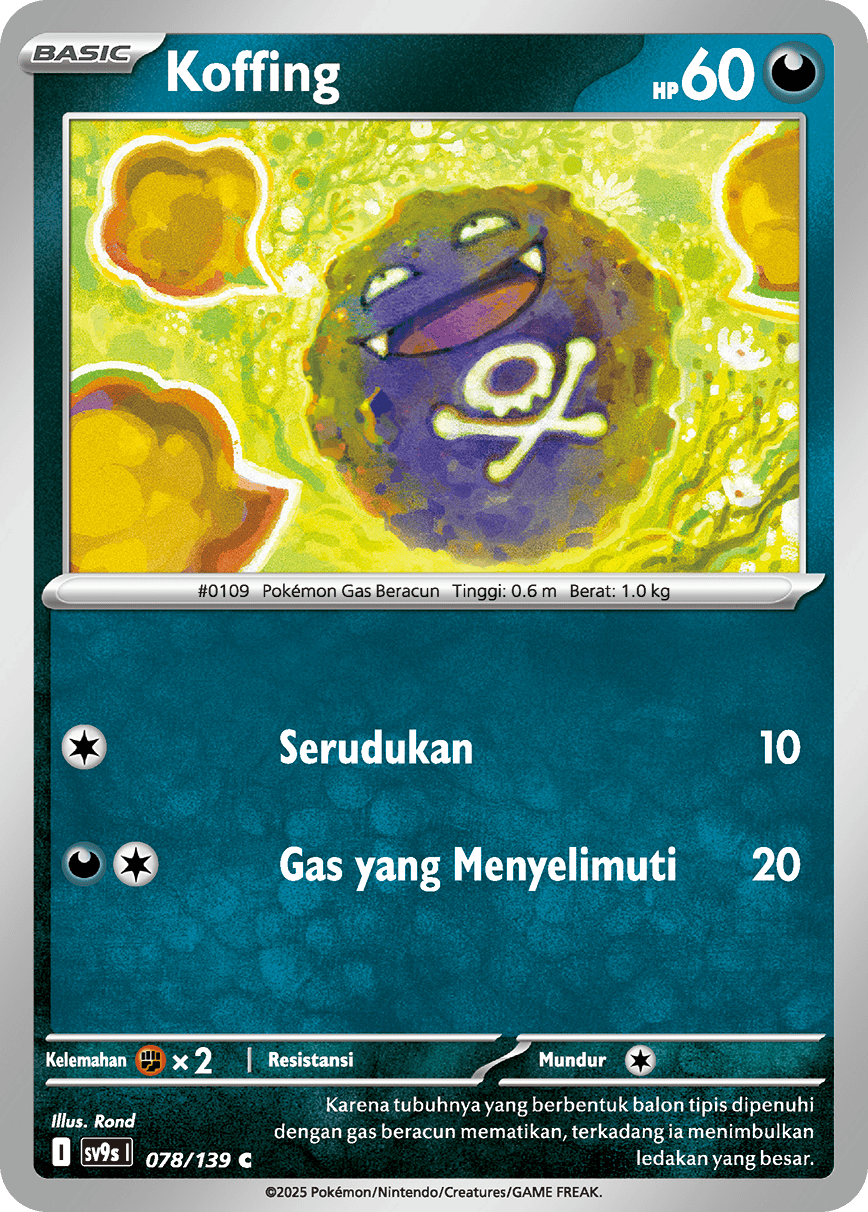 BASIC
Koffing
HP 60
#0109 Pokémon Gas Beracun Tinggi: 0.6 m Berat: 1.0 kg
Serudukan 10
Gas yang Menyelimuti 20
Kelemahan ×2 | Resistansi Mundur
Illus. Rond
Karena tubuhnya yang berbentuk balon tipis dipenuhi
dengan gas beracun mematikan, terkadang ia menimbulkan
ledakan yang besar.
I sv9s I 078/139 C
©2025 Pokémon/Nintendo/Creatures/GAME FREAK.